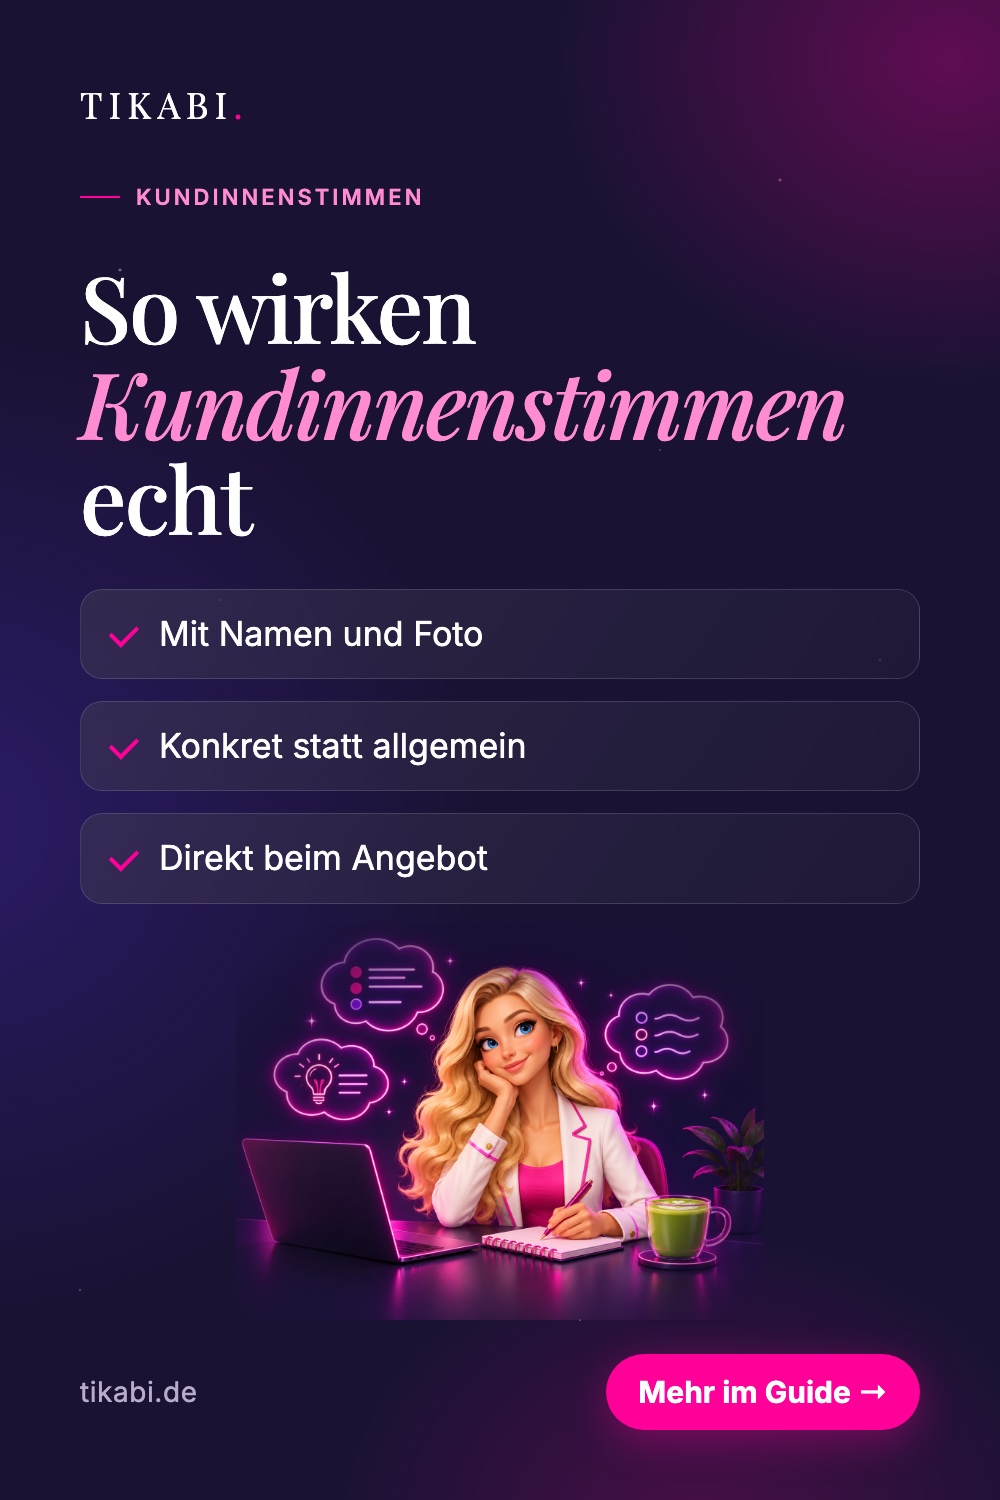 TIKABI.
KUNDINNENSTIMMEN
So wirken
Kundinnenstimmen
echt
Mit Namen und Foto
Konkret statt allgemein
Direkt beim Angebot
tikabi.de
Mehr im Guide →